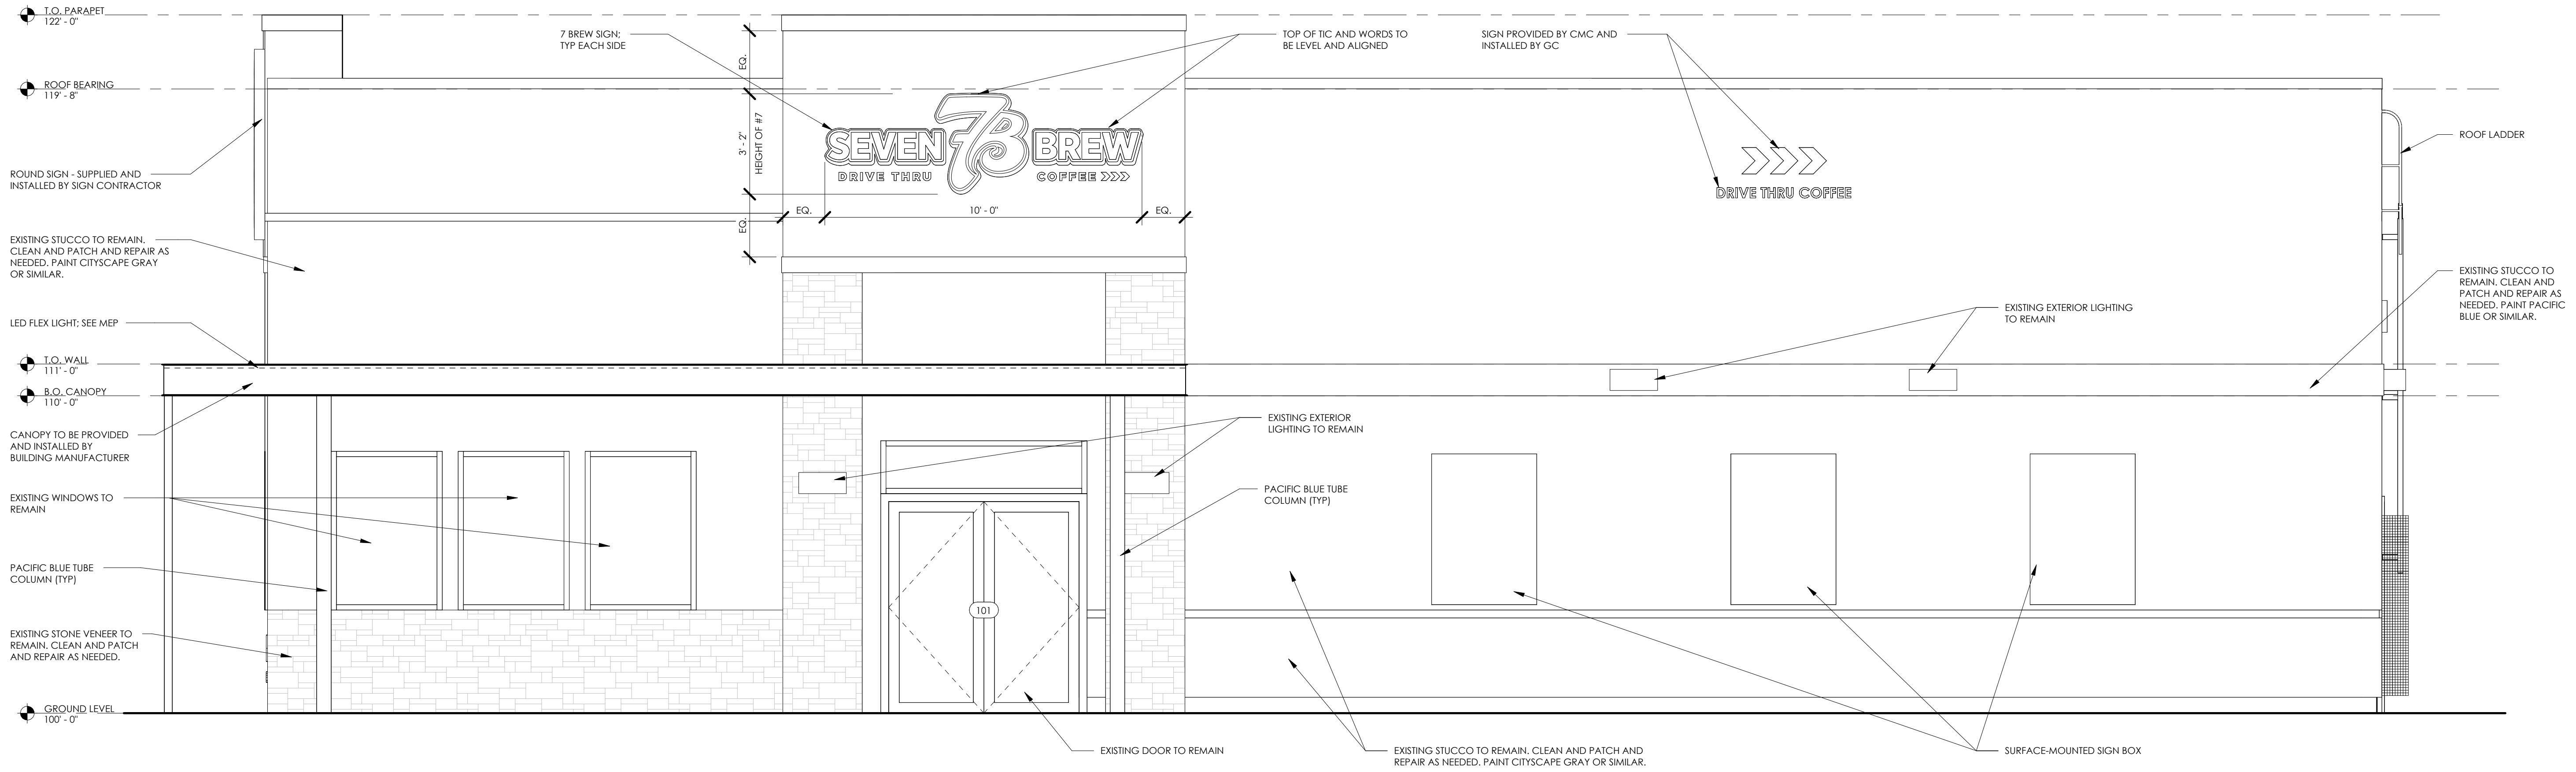 T.O. PARAPET
122' - 0"
ROOF BEARING
119' - 8"
ROUND SIGN - SUPPLIED AND
INSTALLED BY SIGN CONTRACTOR
EXISTING STUCCO TO REMAIN.
CLEAN AND PATCH AND REPAIR AS
NEEDED. PAINT CITYSCAPE GRAY
OR SIMILAR.
LED FLEX LIGHT; SEE MEP
T.O. WALL
111' - 0"
B.O. CANOPY
110' - 0"
CANOPY TO BE PROVIDED
AND INSTALLED BY
BUILDING MANUFACTURER
EXISTING WINDOWS TO
REMAIN
PACIFIC BLUE TUBE
COLUMN (TYP)
EXISTING STONE VENEER TO
REMAIN. CLEAN AND PATCH
AND REPAIR AS NEEDED.
GROUND LEVEL
100' - 0"
7 BREW SIGN;
TYP EACH SIDE
EQ.
3' - 2"
HEIGHT OF #7
EQ.
SEVEN 7B BREW
DRIVE THRU COFFEE
EQ.
10' - 0"
EQ.
TOP OF TIC AND WORDS TO
BE LEVEL AND ALIGNED
SIGN PROVIDED BY CMC AND
INSTALLED BY GC
DRIVE THRU COFFEE
ROOF LADDER
EXISTING STUCCO TO
REMAIN. CLEAN AND
PATCH AND REPAIR AS
NEEDED. PAINT PACIFIC
BLUE OR SIMILAR.
EXISTING EXTERIOR LIGHTING
TO REMAIN
EXISTING EXTERIOR
LIGHTING TO REMAIN
PACIFIC BLUE TUBE
COLUMN (TYP)
101
EXISTING DOOR TO REMAIN
EXISTING STUCCO TO REMAIN. CLEAN AND PATCH AND
REPAIR AS NEEDED. PAINT CITYSCAPE GRAY OR SIMILAR.
SURFACE-MOUNTED SIGN BOX